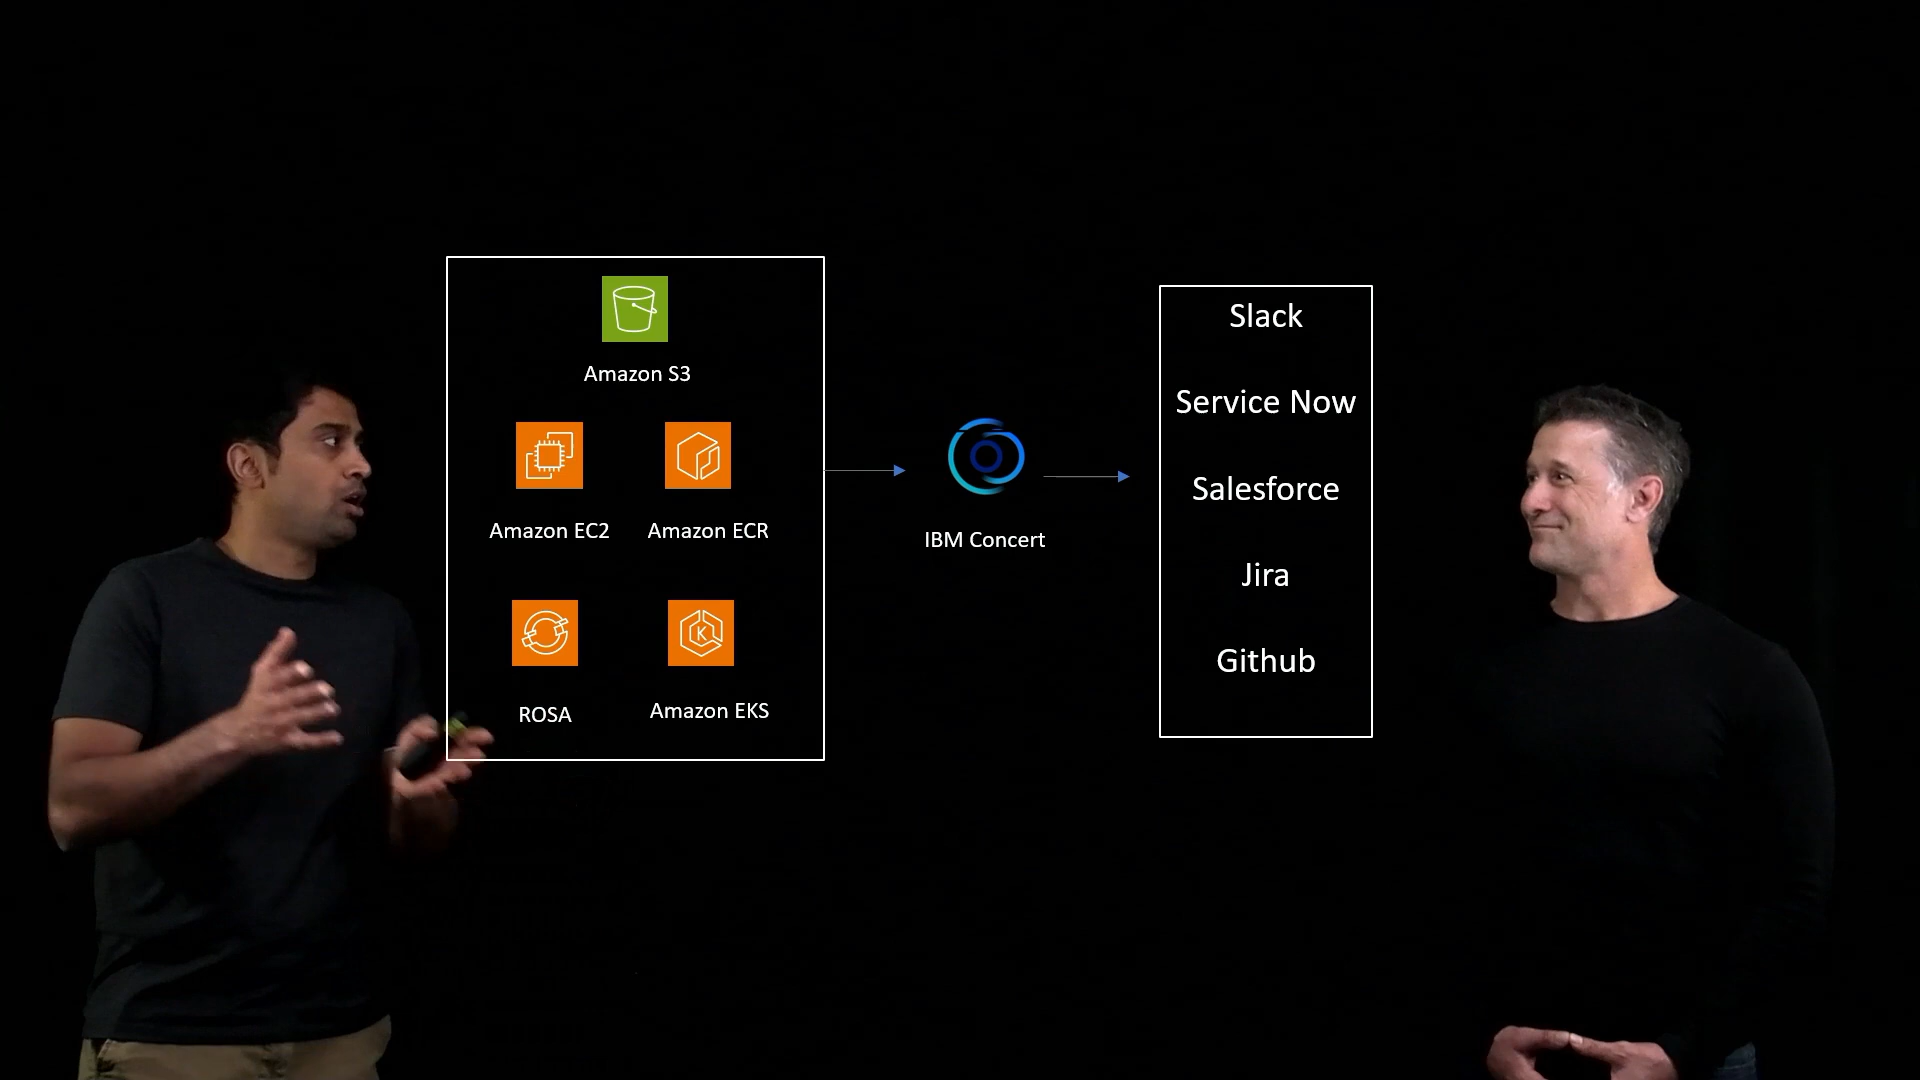 Amazon S3
Amazon EC2
Amazon ECR
ROSA
Amazon EKS
IBM Concert
Slack
Service Now
Salesforce
Jira
Github